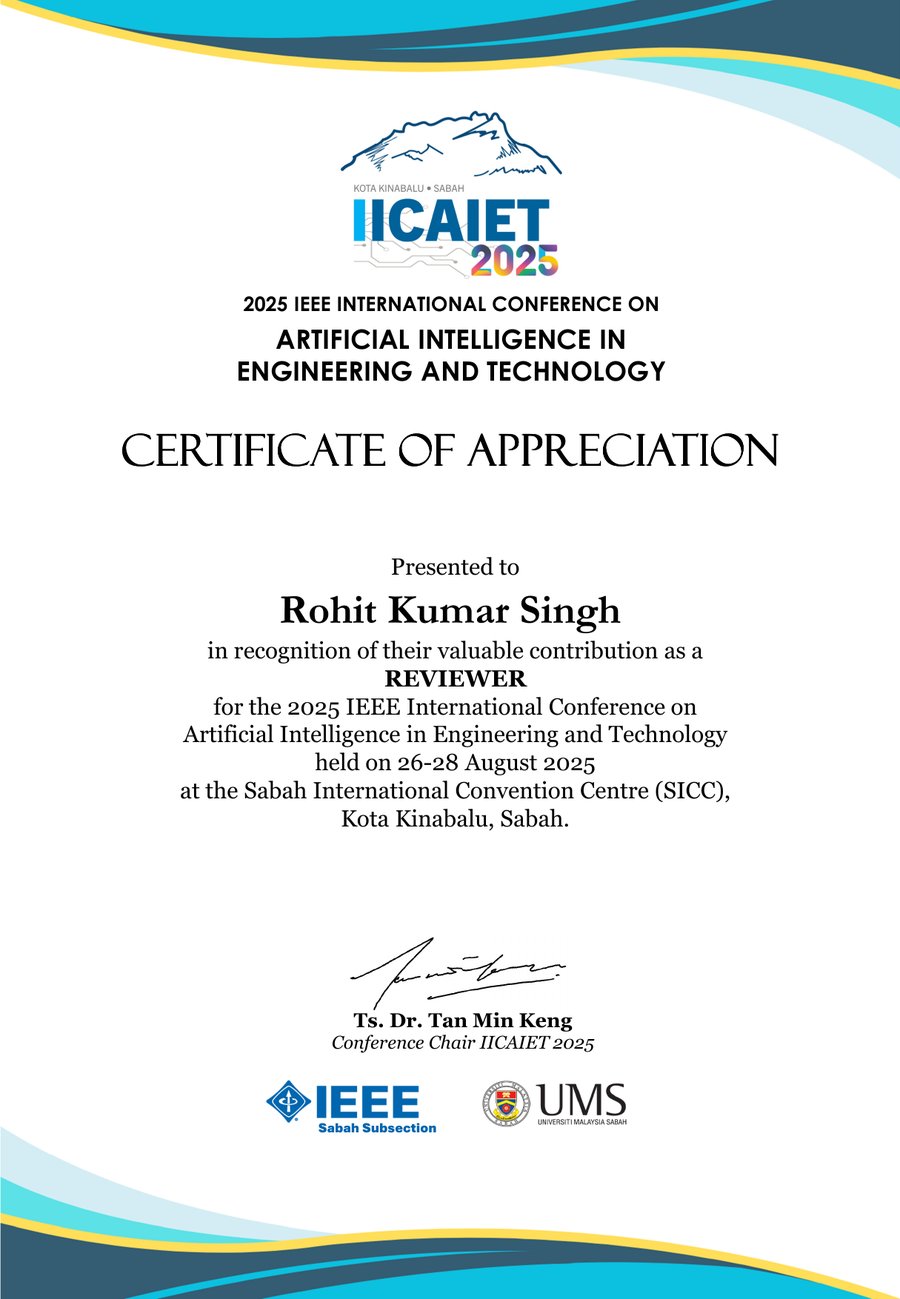 KOTA KINABALU • SABAH
IICAIET
2025
2025 IEEE INTERNATIONAL CONFERENCE ON
ARTIFICIAL INTELLIGENCE IN
ENGINEERING AND TECHNOLOGY
CERTIFICATE OF APPRECIATION
Presented to
Rohit Kumar Singh
in recognition of their valuable contribution as a
REVIEWER
for the 2025 IEEE International Conference on
Artificial Intelligence in Engineering and Technology
held on 26-28 August 2025
at the Sabah International Convention Centre (SICC),
Kota Kinabalu, Sabah.
Ts. Dr. Tan Min Keng
Conference Chair IICAIET 2025
IEEE
Sabah Subsection
UMS
UNIVERSITI MALAYSIA SABAH